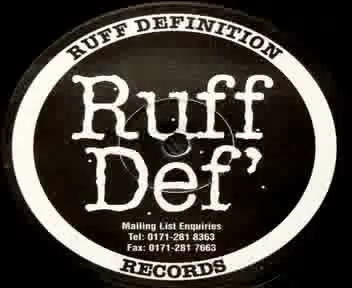 RUFF DEFINITION
Ruff
Def'
Mailing List Enquiries
Tel: 0171-281 8363
Fax: 0171-281 7663
RECORDS